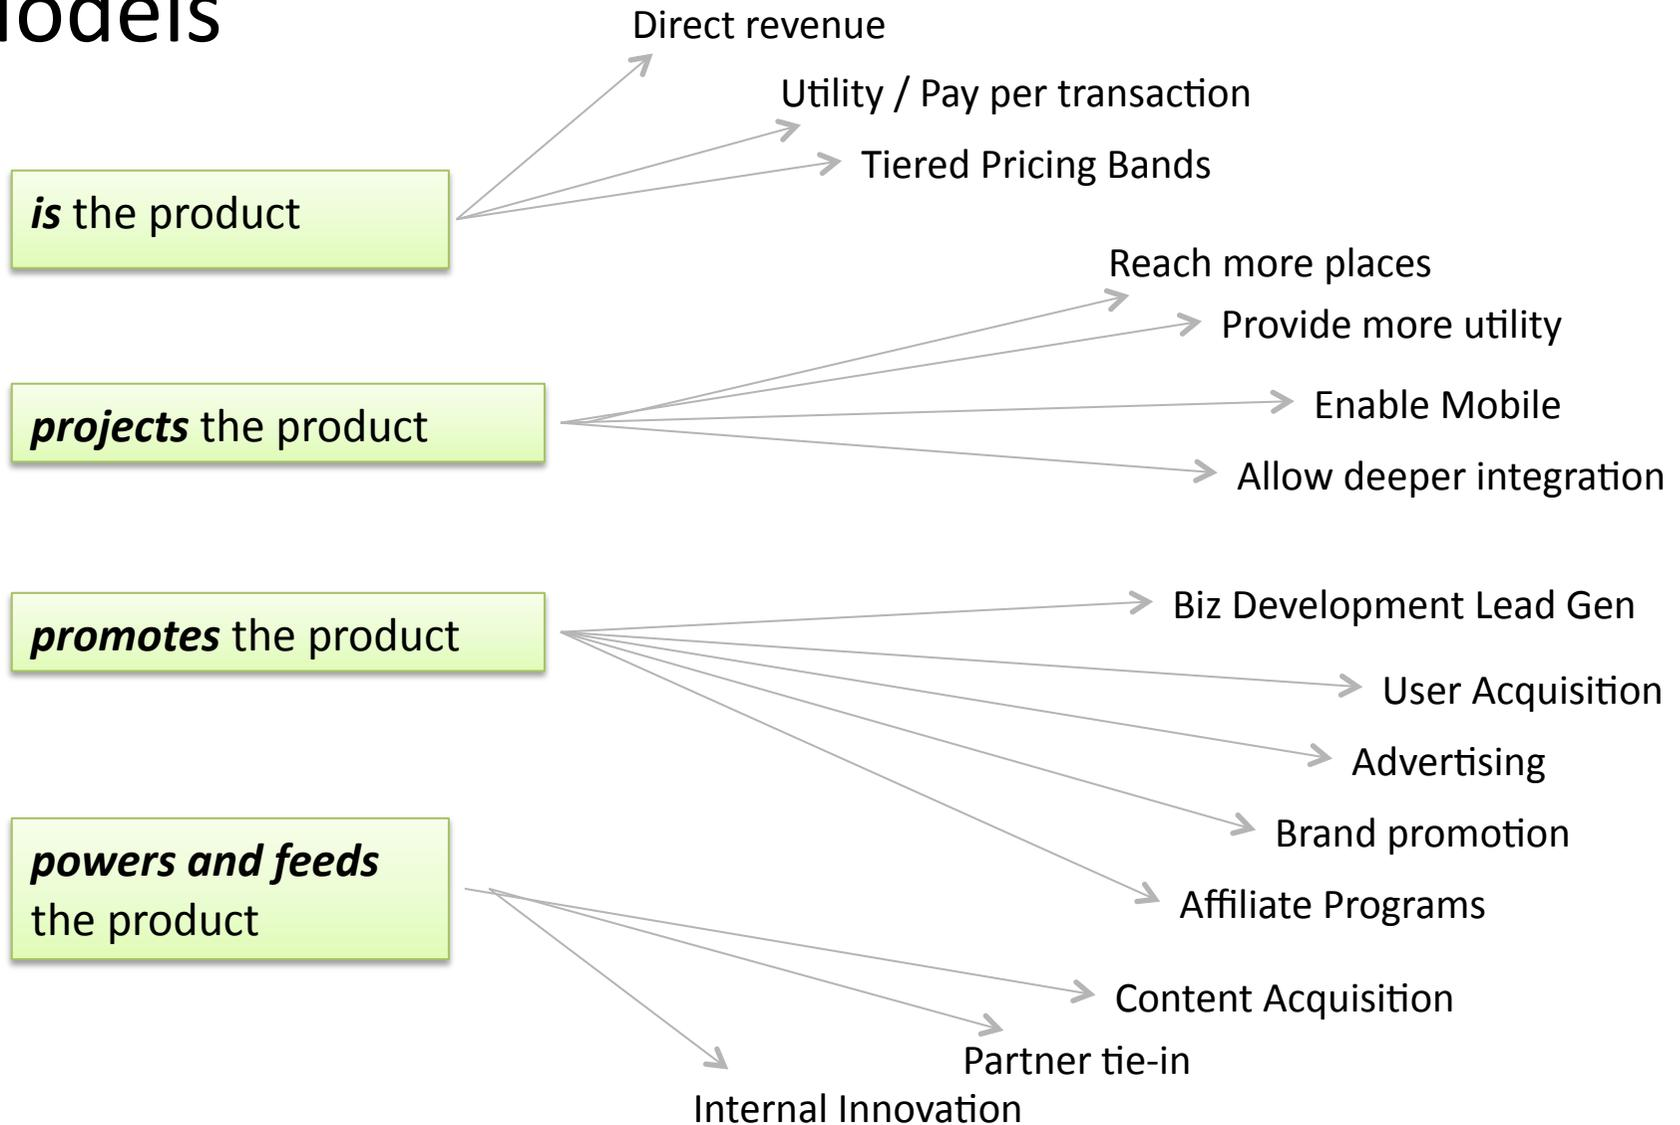 Direct revenue
Utility / Pay per transaction
Tiered Pricing Bands
is the product
Reach more places
Provide more utility
projects the product
Enable Mobile
Allow deeper integration
promotes the product
Biz Development Lead Gen
User Acquisition
Advertising
Brand promotion
Affiliate Programs
powers and feeds
the product
Content Acquisition
Partner tie-in
Internal Innovation